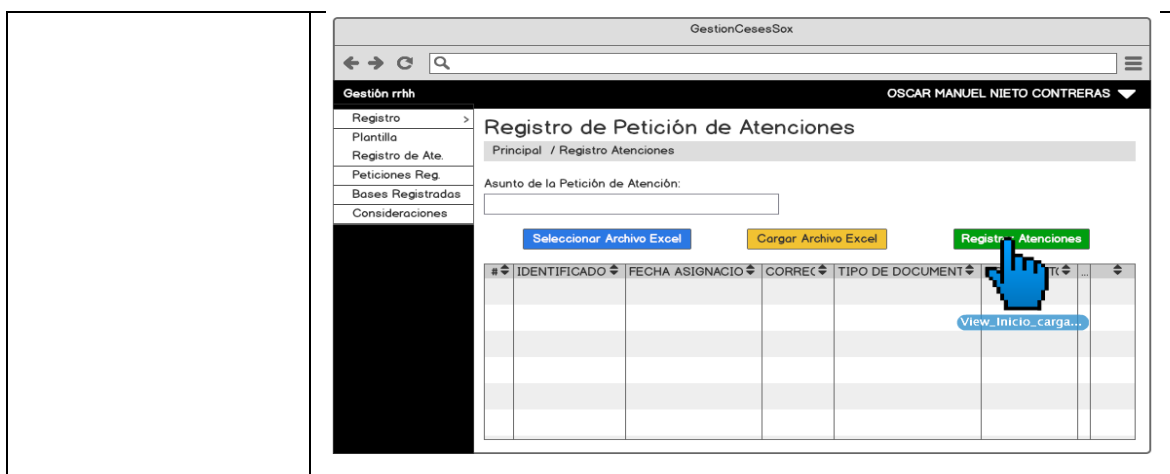 GestionCesesSox
Gestión rrhh OSCAR MANUEL NIETO CONTRERAS
Registro >
Plantilla
Registro de Ate.
Peticiones Reg.
Bases Registradas
Consideraciones
Registro de Petición de Atenciones
Principal / Registro Atenciones
Asunto de la Petición de Atención:
Seleccionar Archivo Excel Cargar Archivo Excel Atenciones
# IDENTIFICADO FECHA ASIGNACIO CORREC TIPO DE DOCUMENT ...
View_Inicio_carga...